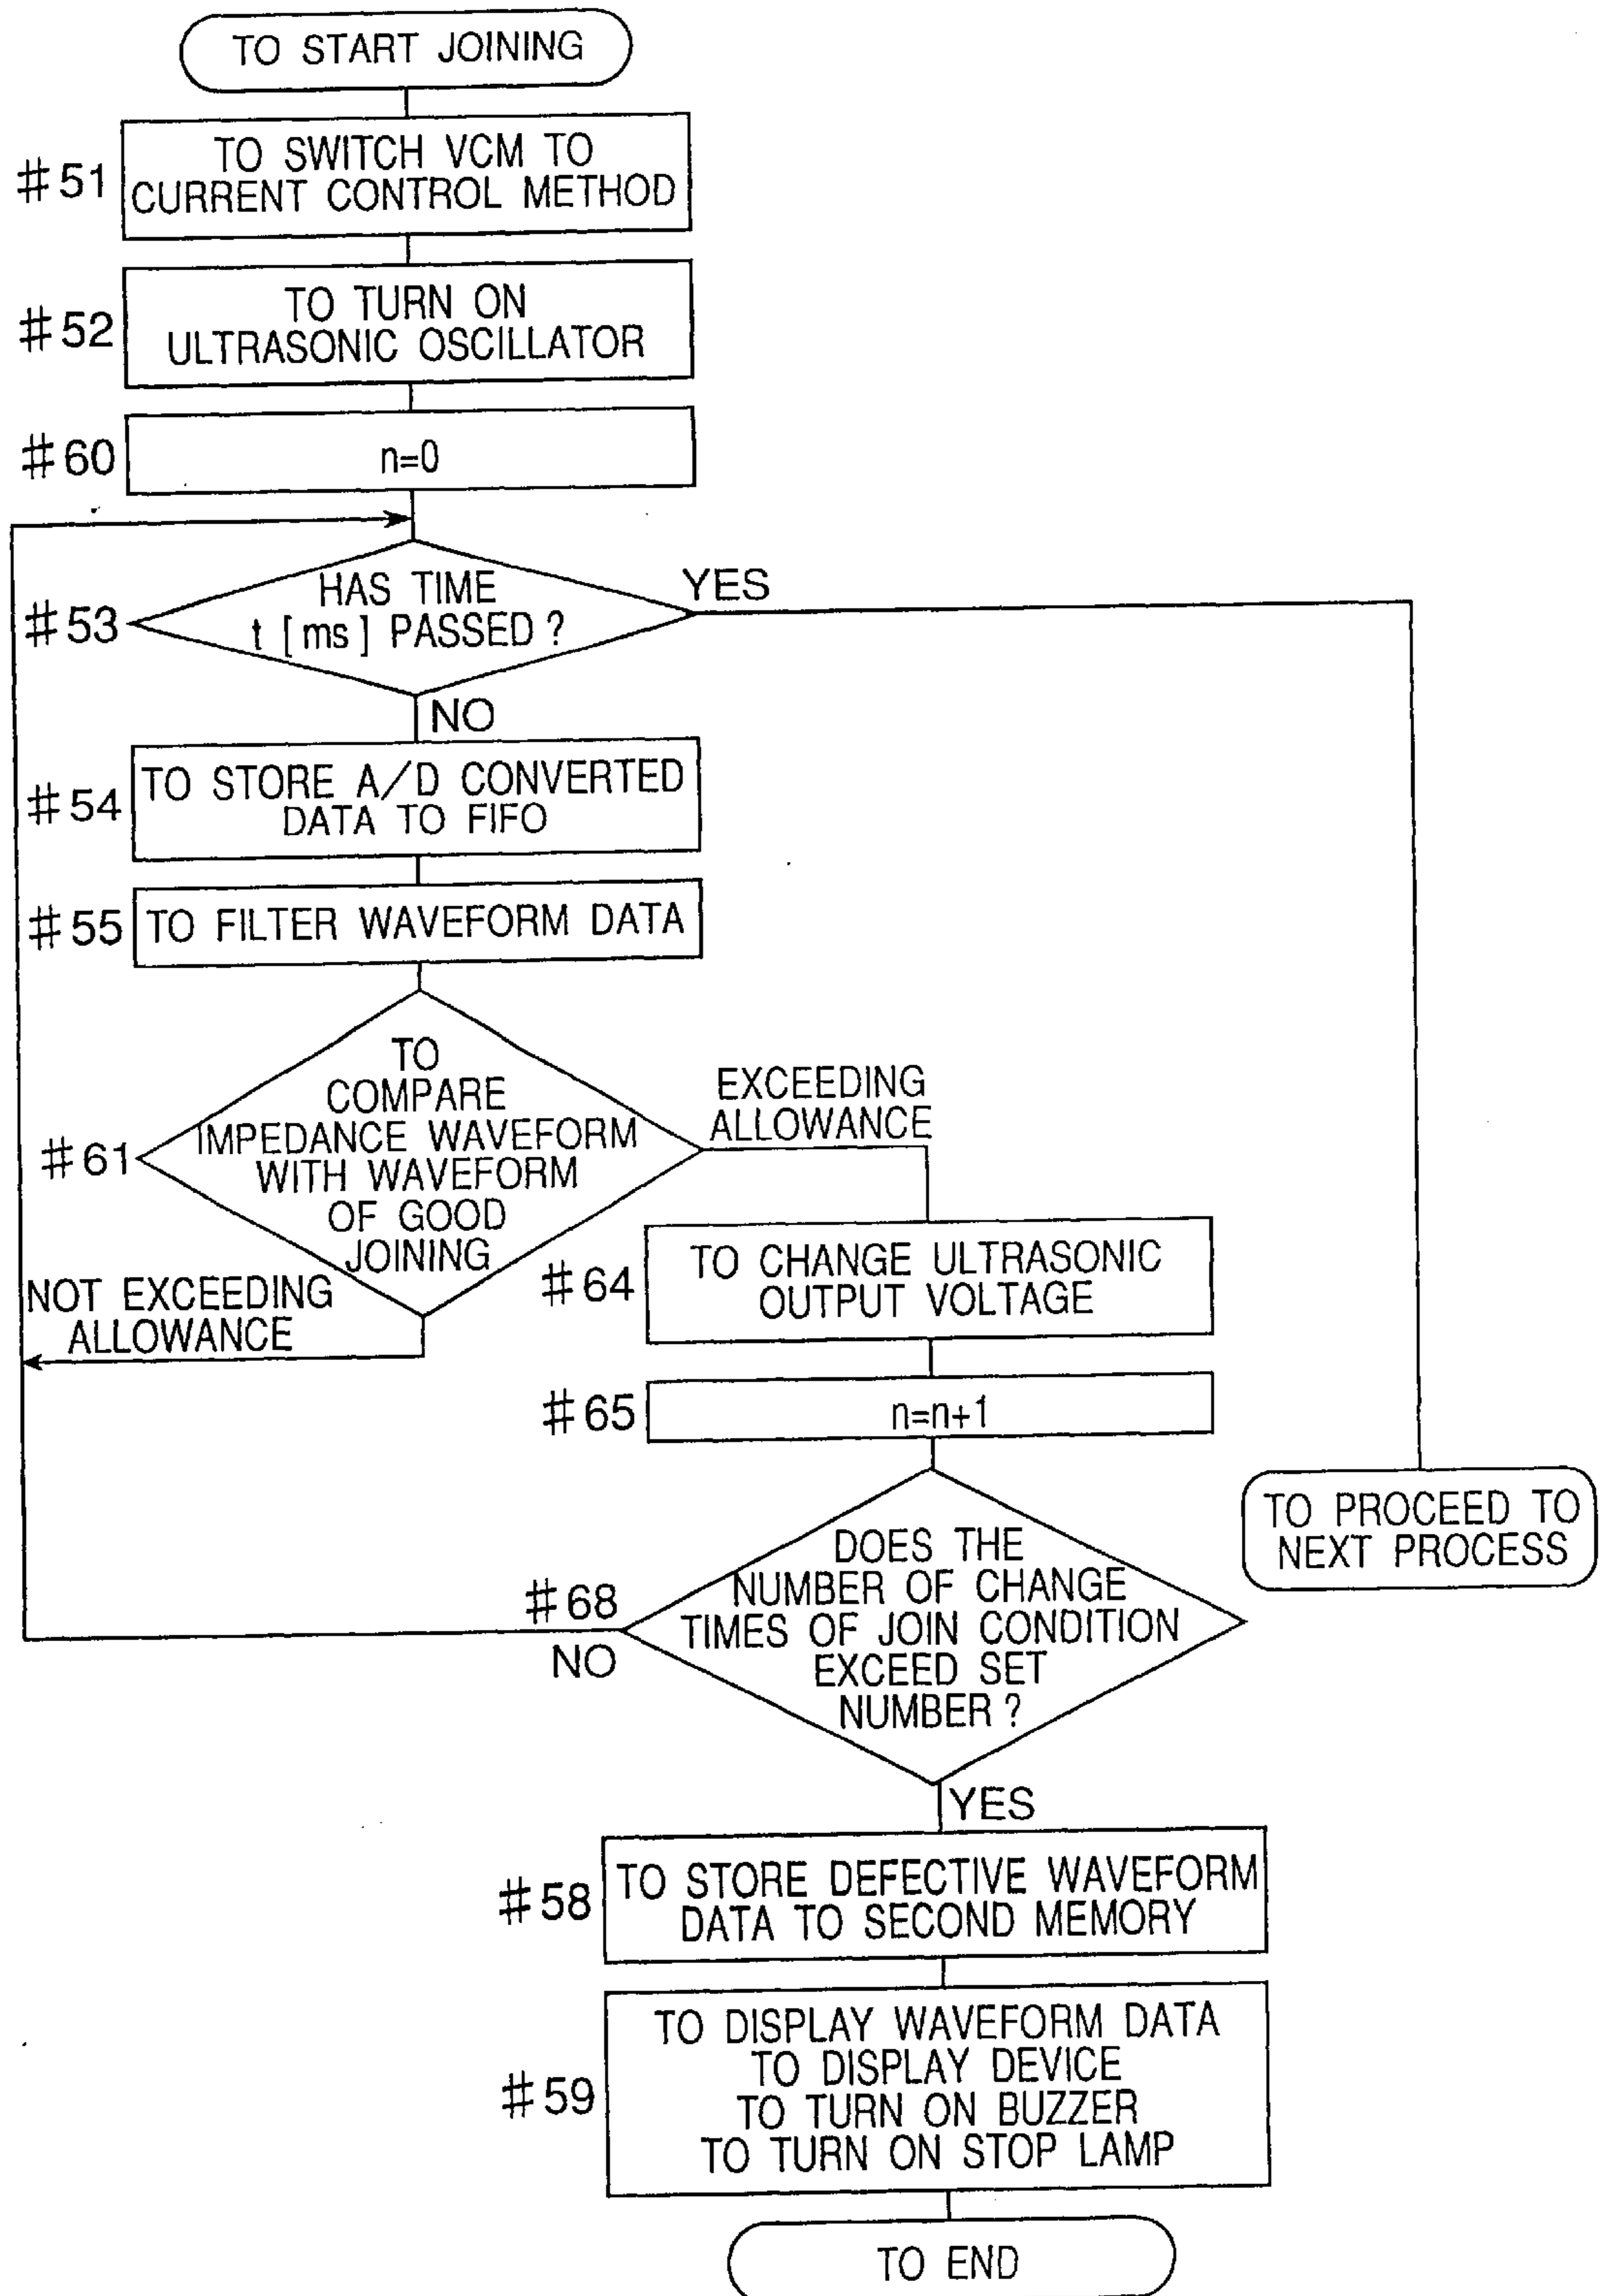 TO START JOINING
#51
TO SWITCH VCM TO
CURRENT CONTROL METHOD
#52
TO TURN ON
ULTRASONIC OSCILLATOR
#60
n=0
#53
HAS TIME
t [ms] PASSED?
YES
NO
#54
TO STORE A/D CONVERTED
DATA TO FIFO
#55
TO FILTER WAVEFORM DATA
#61
TO
COMPARE
IMPEDANCE WAVEFORM
WITH WAVEFORM
OF GOOD
JOINING
EXCEEDING
ALLOWANCE
NOT EXCEEDING
ALLOWANCE
#64
TO CHANGE ULTRASONIC
OUTPUT VOLTAGE
#65
n=n+1
TO PROCEED TO
NEXT PROCESS
#68
DOES THE
NUMBER OF CHANGE
TIMES OF JOIN CONDITION
EXCEED SET
NUMBER?
NO
YES
#58
TO STORE DEFECTIVE WAVEFORM
DATA TO SECOND MEMORY
#59
TO DISPLAY WAVEFORM DATA
TO DISPLAY DEVICE
TO TURN ON BUZZER
TO TURN ON STOP LAMP
TO END